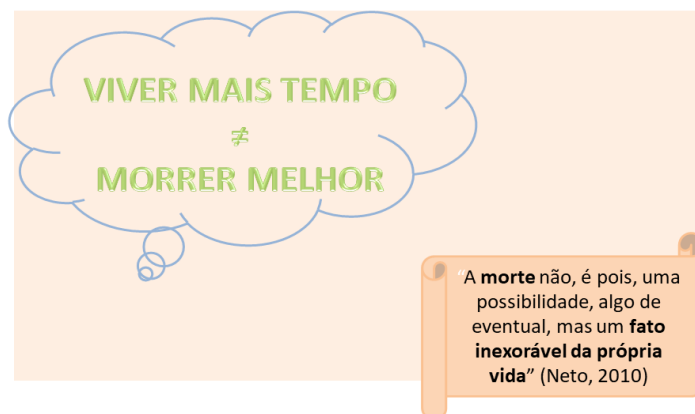 VIVER MAIS TEMPO
≠
MORRER MELHOR
“A morte não, é pois, uma
possibilidade, algo de
eventual, mas um fato
inexorável da própria
vida” (Neto, 2010)